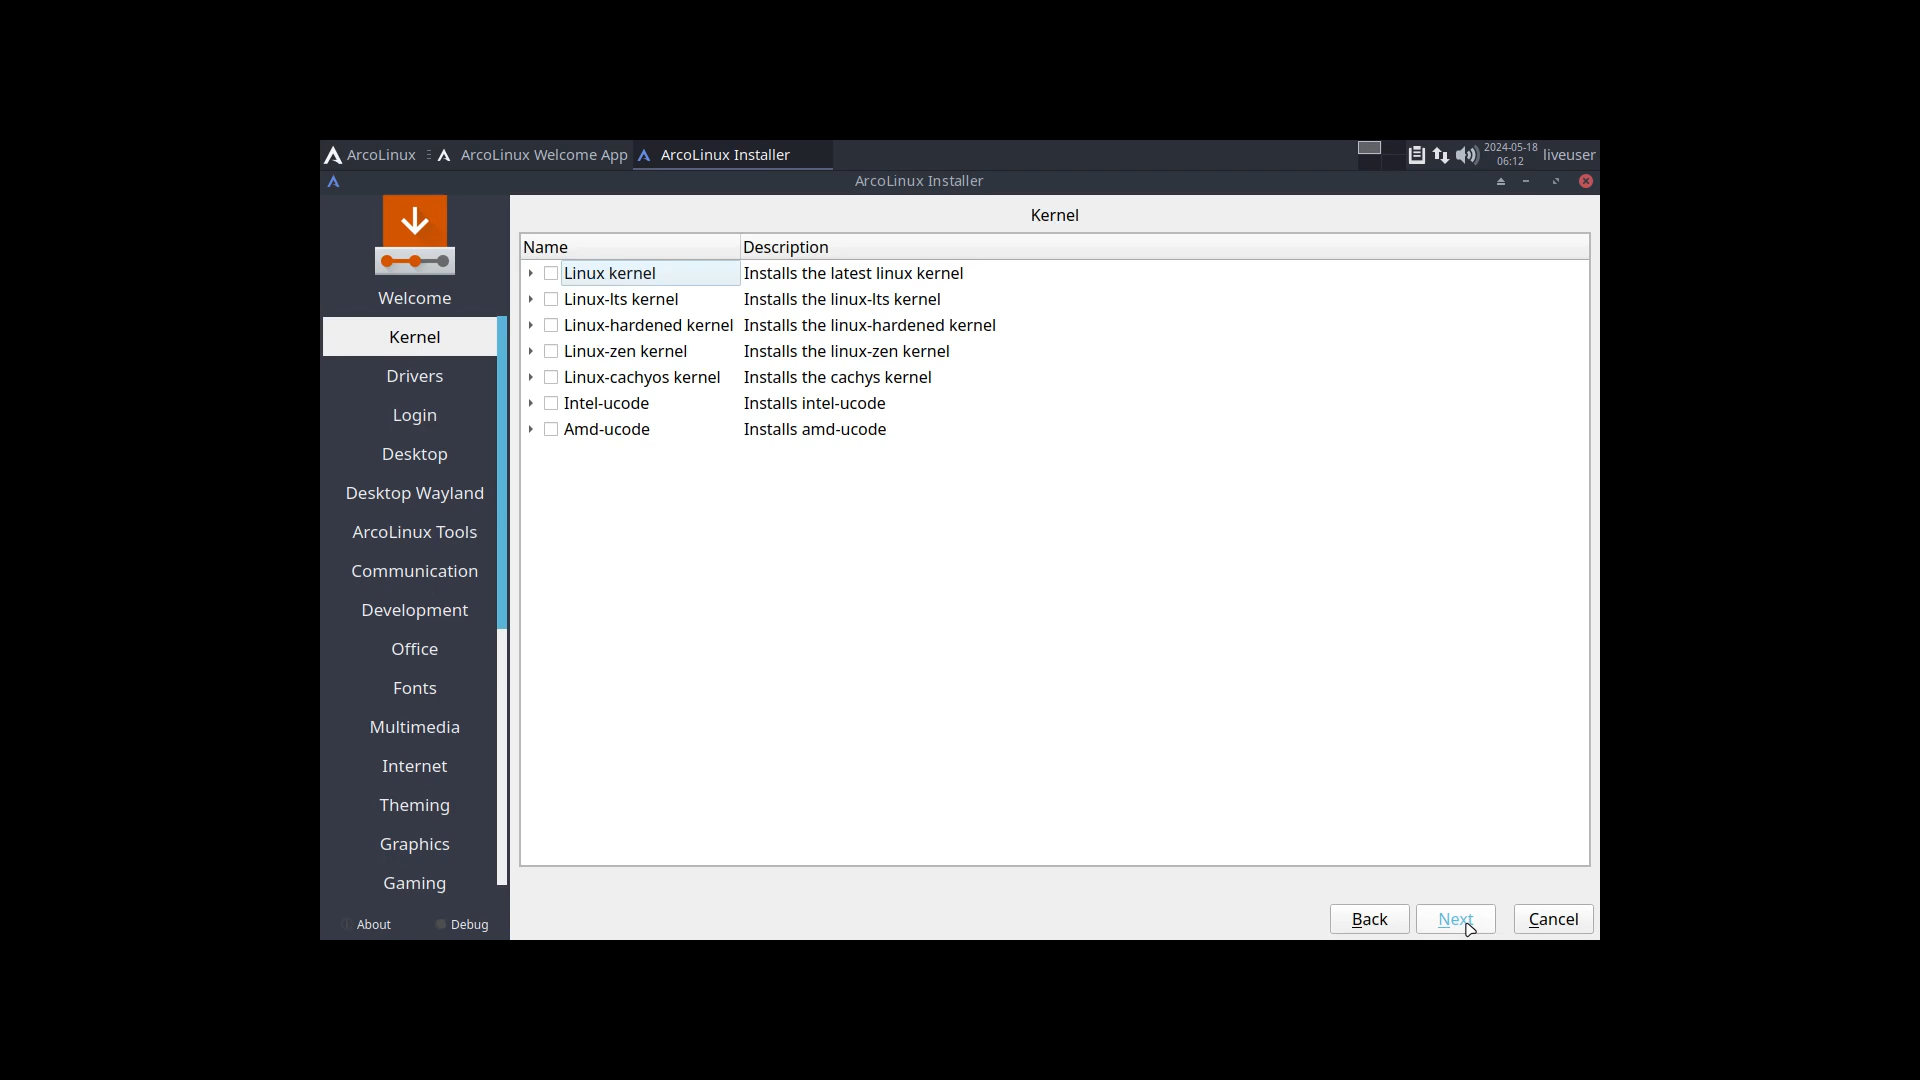 ArcoLinux ArcoLinux Welcome App ArcoLinux Installer 2024-05-18 06:12 liveuser
ArcoLinux Installer
Welcome
Kernel
Drivers
Login
Desktop
Desktop Wayland
ArcoLinux Tools
Communication
Development
Office
Fonts
Multimedia
Internet
Theming
Graphics
Gaming
About Debug
Kernel
Name Description
Linux kernel Installs the latest linux kernel
Linux-lts kernel Installs the linux-lts kernel
Linux-hardened kernel Installs the linux-hardened kernel
Linux-zen kernel Installs the linux-zen kernel
Linux-cachyos kernel Installs the cachys kernel
Intel-ucode Installs intel-ucode
Amd-ucode Installs amd-ucode
Back Next Cancel